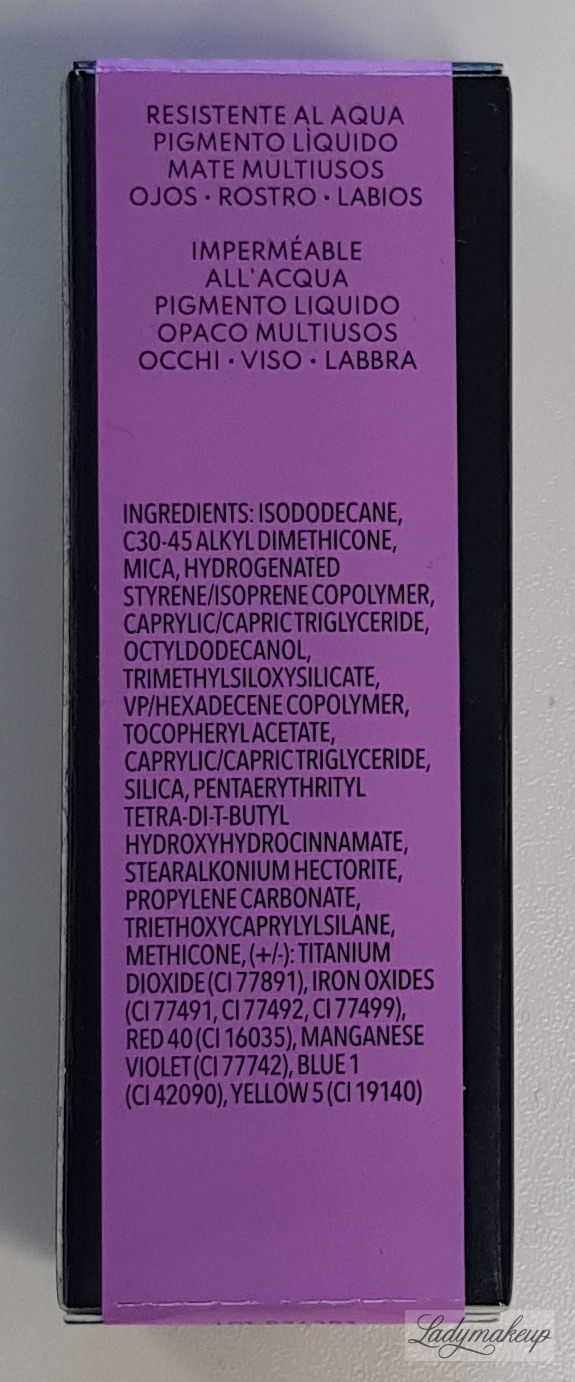 RESISTENTE AL AQUA
PIGMENTO LÌQUIDO
MATE MULTIUSOS
OJOS • ROSTRO • LABIOS
IMPERMÉABLE
ALL'ACQUA
PIGMENTO LIQUIDO
OPACO MULTIUSOS
OCCHI • VISO • LABBRA
INGREDIENTS: ISODODECANE,
C30-45 ALKYL DIMETHICONE,
MICA, HYDROGENATED
STYRENE/ISOPRENE COPOLYMER,
CAPRYLIC/CAPRIC TRIGLYCERIDE,
OCTYLDODECANOL,
TRIMETHYLSILOXYSILICATE,
VP/HEXADECENE COPOLYMER,
TOCOPHERYL ACETATE,
CAPRYLIC/CAPRIC TRIGLYCERIDE,
SILICA, PENTAERYTHRITYL
TETRA-DI-T-BUTYL
HYDROXYHYDROCINNAMATE,
STEARALKONIUM HECTORITE,
PROPYLENE CARBONATE,
TRIETHOXYCAPRYLYLSILANE,
METHICONE, (+/-): TITANIUM
DIOXIDE (CI 77891), IRON OXIDES
(CI 77491, CI 77492, CI 77499),
RED 40 (CI 16035), MANGANESE
VIOLET (CI 77742), BLUE 1
(CI 42090), YELLOW 5 (CI 19140)
Ladymakeup